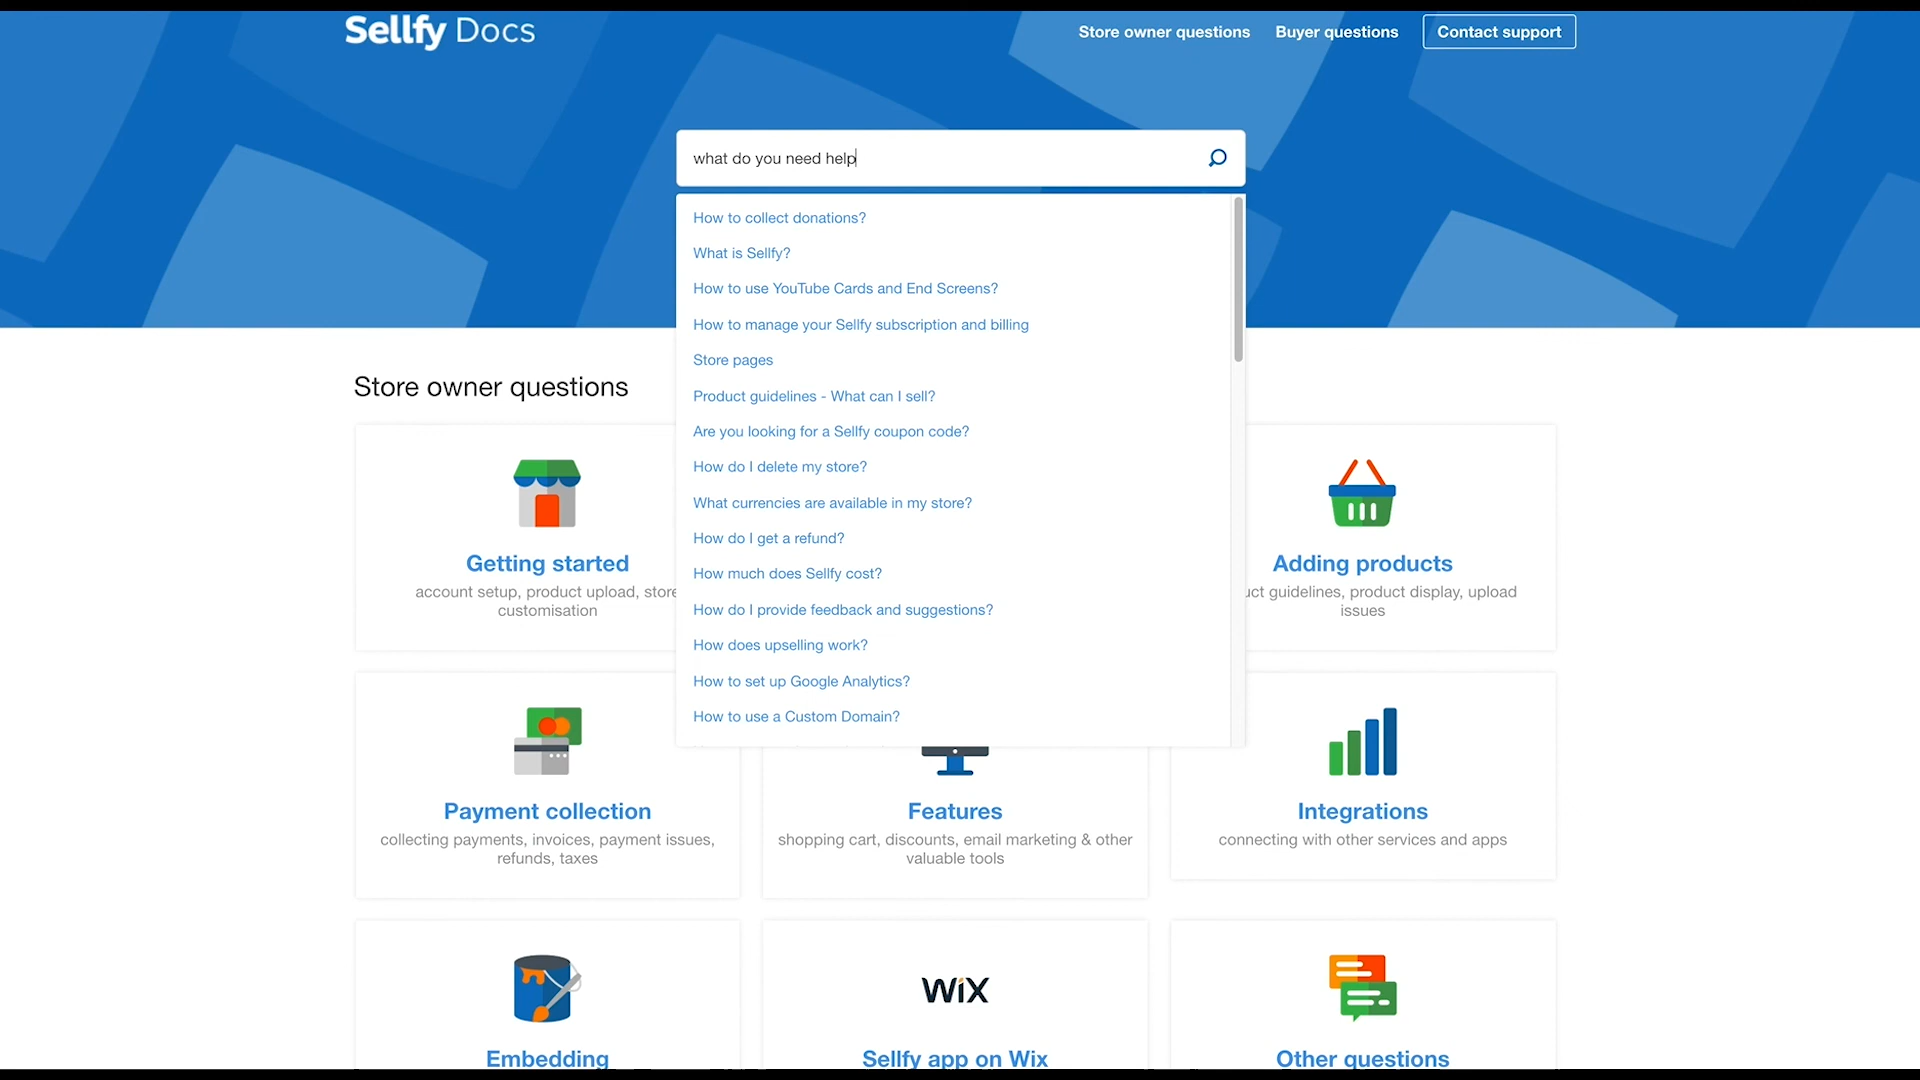 Sellfy Docs
Store owner questions
Buyer questions
Contact support
what do you need help
How to collect donations?
What is Sellfy?
How to use YouTube Cards and End Screens?
How to manage your Sellfy subscription and billing
Store pages
Product guidelines - What can I sell?
Are you looking for a Sellfy coupon code?
How do I delete my store?
What currencies are available in my store?
How do I get a refund?
How much does Sellfy cost?
How do I provide feedback and suggestions?
How does upselling work?
How to set up Google Analytics?
How to use a Custom Domain?
Store owner questions
Getting started
account setup, product upload, store
customisation
Adding products
guidelines, product display, upload
issues
Payment collection
collecting payments, invoices, payment issues,
refunds, taxes
Features
shopping cart, discounts, email marketing & other
valuable tools
Integrations
connecting with other services and apps
Embedding
WiX
Sellfy app on Wix
Other questions